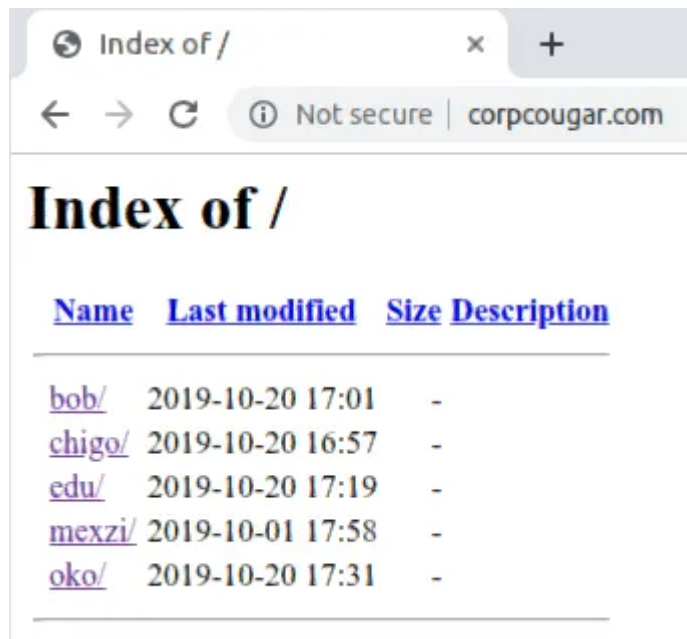 Index of /
Not secure | corpcougar.com
Index of /
Name Last modified Size Description
bob/ 2019-10-20 17:01 -
chigo/ 2019-10-20 16:57 -
edu/ 2019-10-20 17:19 -
mexzi/ 2019-10-01 17:58 -
oko/ 2019-10-20 17:31 -